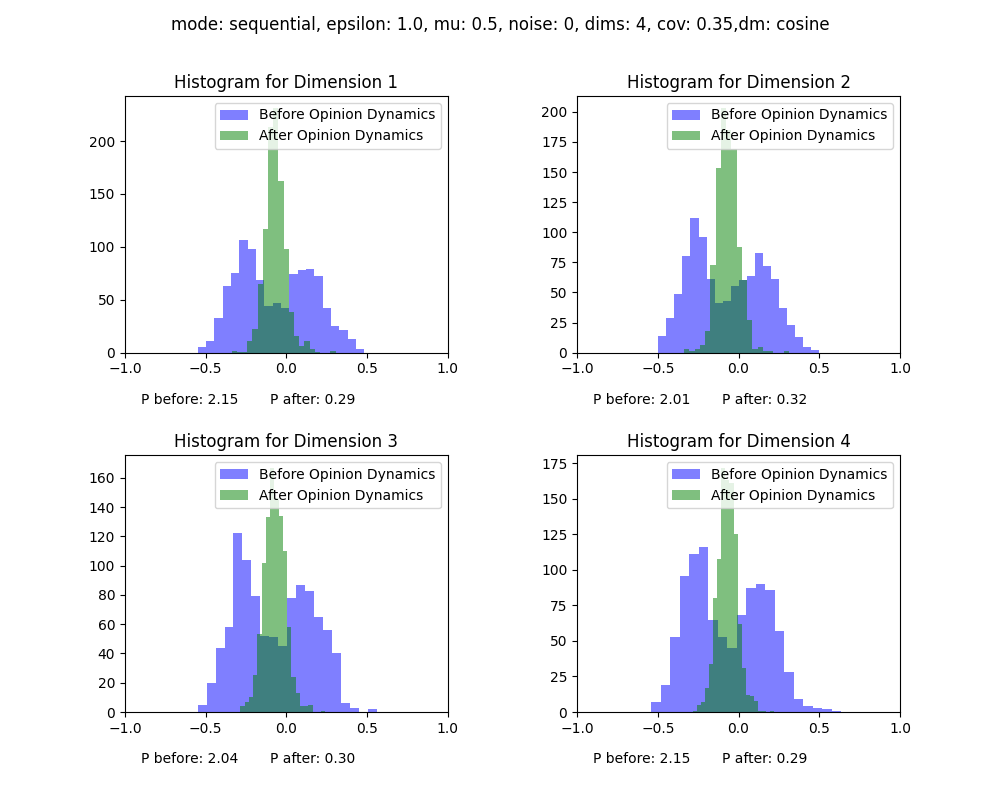 mode: sequential, epsilon: 1.0, mu: 0.5, noise: 0, dims: 4, cov: 0.35,dm: cosine
Histogram for Dimension 1
Before Opinion Dynamics
After Opinion Dynamics
200
150
100
50
0
−1.0 −0.5 0.0 0.5 1.0
P before: 2.15 P after: 0.29
Histogram for Dimension 2
Before Opinion Dynamics
After Opinion Dynamics
200
175
150
125
100
75
50
25
0
−1.0 −0.5 0.0 0.5 1.0
P before: 2.01 P after: 0.32
Histogram for Dimension 3
Before Opinion Dynamics
After Opinion Dynamics
160
140
120
100
80
60
40
20
0
−1.0 −0.5 0.0 0.5 1.0
P before: 2.04 P after: 0.30
Histogram for Dimension 4
Before Opinion Dynamics
After Opinion Dynamics
175
150
125
100
75
50
25
0
−1.0 −0.5 0.0 0.5 1.0
P before: 2.15 P after: 0.29